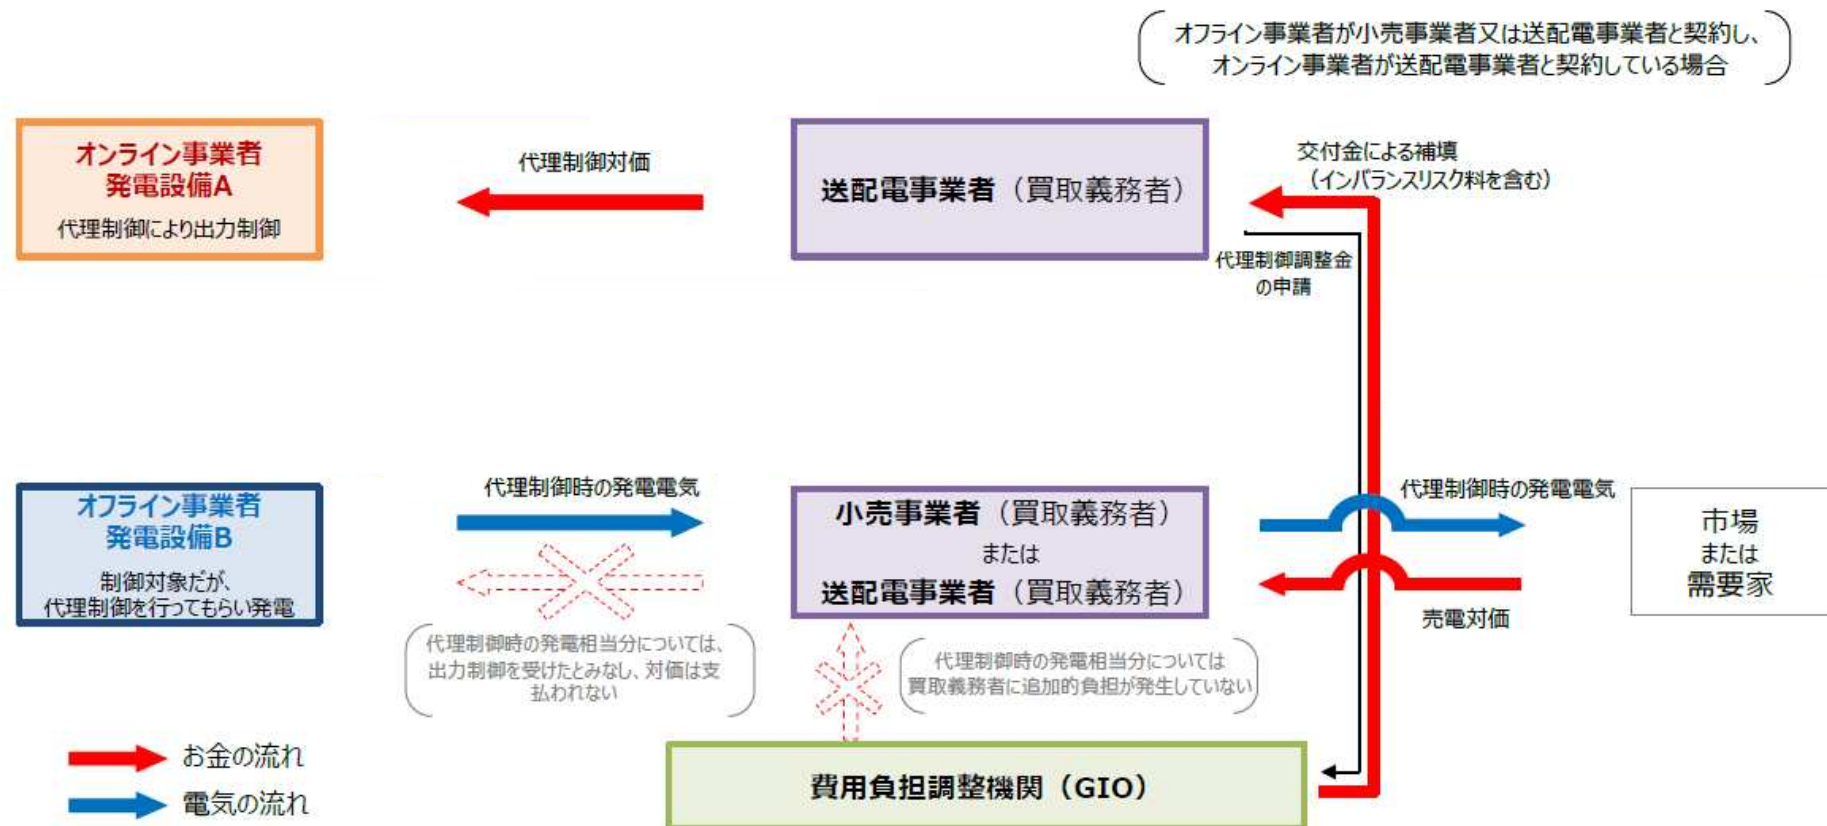 オフライン事業者が小売事業者又は送配電事業者と契約し、
オンライン事業者が送配電事業者と契約している場合
オンライン事業者
発電設備A
代理制御により出力制御
代理制御対価
送配電事業者（買取義務者）
交付金による補填
（インバランスリスク料を含む）
代理制御調整金
の申請
オフライン事業者
発電設備B
制御対象だが、
代理制御を行ってもらい発電
代理制御時の発電電気
小売事業者（買取義務者）
または
送配電事業者（買取義務者）
代理制御時の発電電気
市場
または
需要家
売電対価
代理制御時の発電相当分については、
出力制御を受けたとみなし、対価は支
払われない
代理制御時の発電相当分については
買取義務者に追加的負担が発生していない
お金の流れ
電気の流れ
費用負担調整機関（GIO）